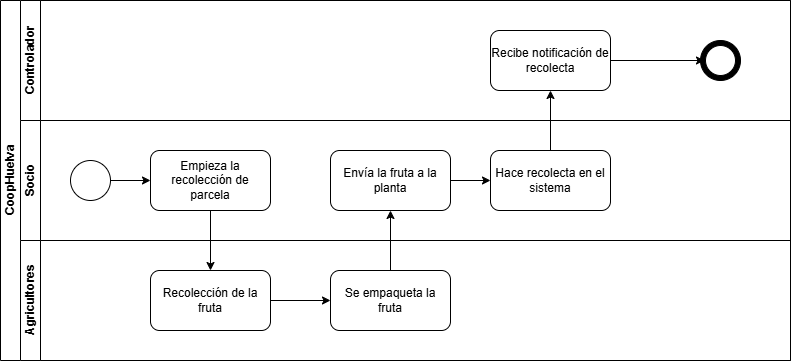 CoopHuelva
Controlador
Recibe notificación de
recolecta
Socio
Empieza la
recolección de
parcela
Envía la fruta a la
planta
Hace recolecta en el
sistema
Agricultores
Recolección de la
fruta
Se empaqueta la
fruta